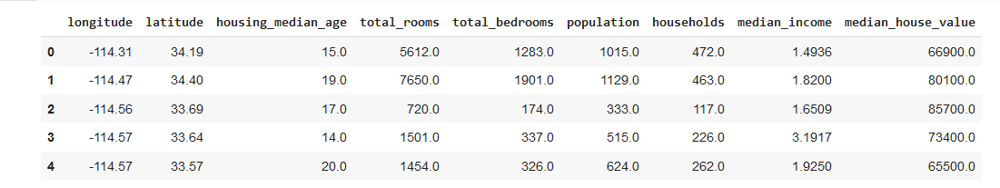 longitude latitude housing_median_age total_rooms total_bedrooms population households median_income median_house_value
0 -114.31 34.19 15.0 5612.0 1283.0 1015.0 472.0 1.4936 66900.0
1 -114.47 34.40 19.0 7650.0 1901.0 1129.0 463.0 1.8200 80100.0
2 -114.56 33.69 17.0 720.0 174.0 333.0 117.0 1.6509 85700.0
3 -114.57 33.64 14.0 1501.0 337.0 515.0 226.0 3.1917 73400.0
4 -114.57 33.57 20.0 1454.0 326.0 624.0 262.0 1.9250 65500.0